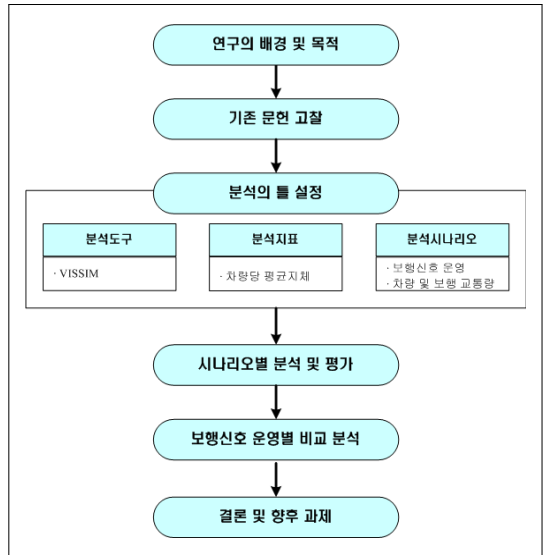 연구의 배경 및 목적
기존 문헌 고찰
분석의 틀 설정
분석도구
· VISSIM
분석지표
· 차량당 평균지체
분석시나리오
· 보행신호 운영
· 차량 및 보행 교통량
시나리오별 분석 및 평가
보행신호 운영별 비교 분석
결론 및 향후 과제